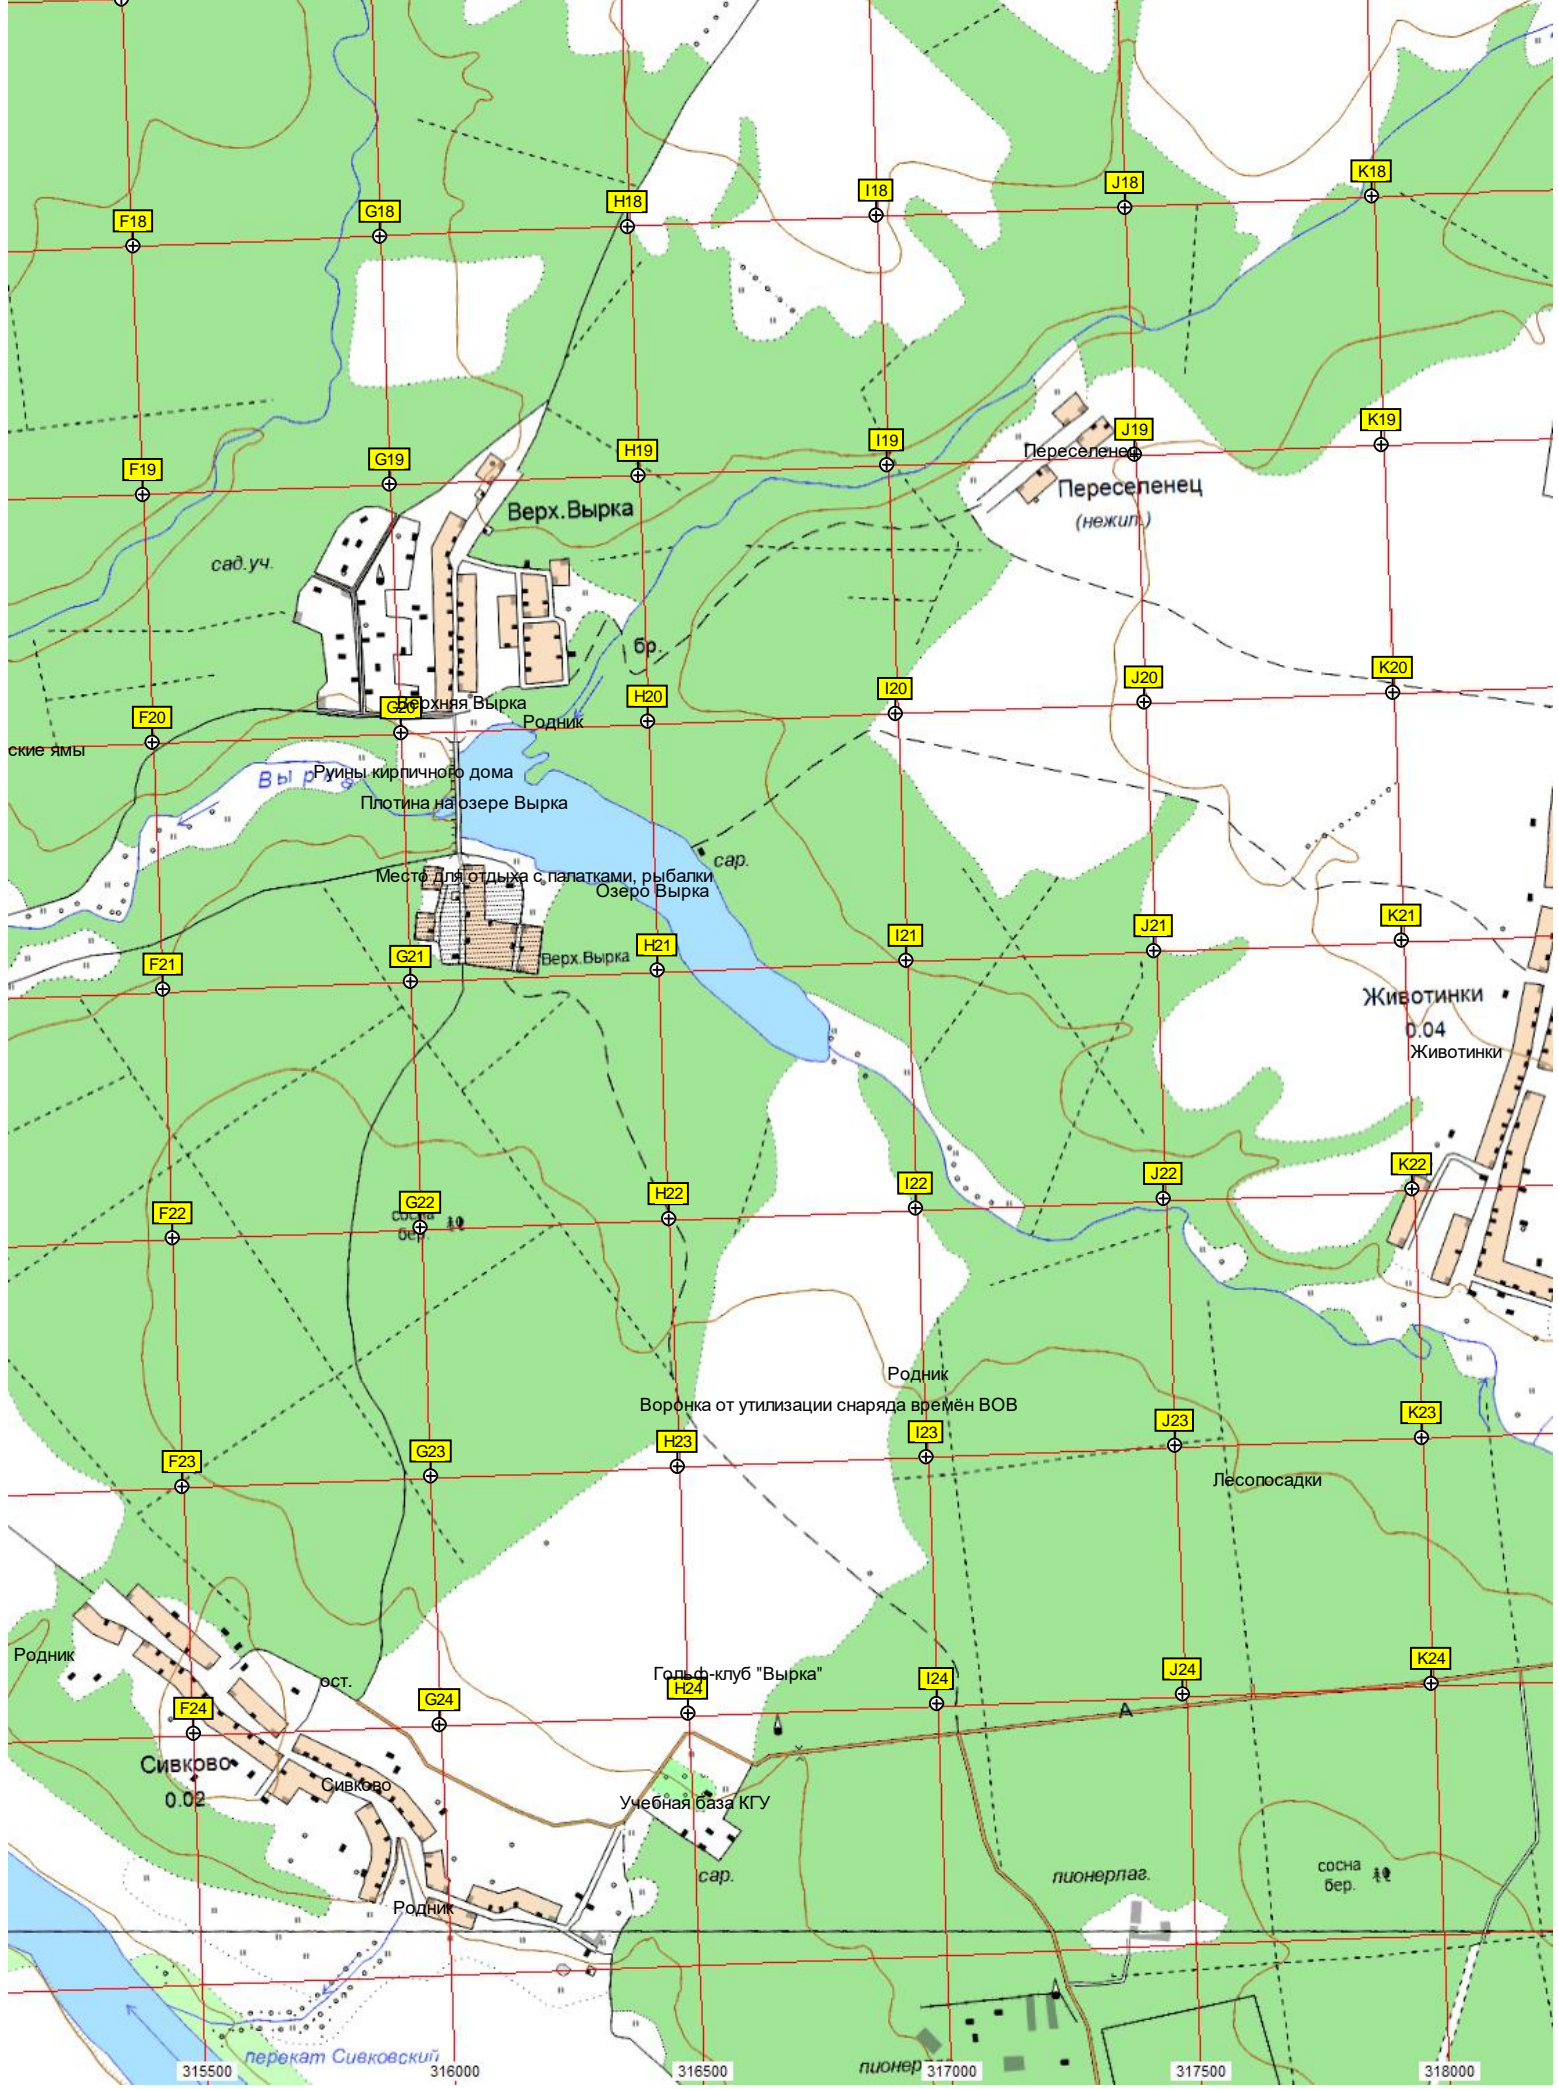 K18
J18
I18
H18
G18
F18
K19
J19
I19
H19
G19
F19
Переселенец
Переселенец
(нежил.)
Верх.Вырка
сад.уч.
бр.
K20
J20
I20
H20
G20
F20
Верхняя Вырка
Родник
ские ямы
Вырка
Руины кирпичного дома
Плотина на озере Вырка
сар.
Место для отдыха с палатками, рыбалки
Озеро Вырка
K21
J21
I21
H21
G21
F21
Верх.Вырка
Животинки
0.04
Животинки
K22
J22
I22
H22
G22
F22
сосна
бер.
Родник
Воронка от утилизации снаряда времён ВОВ
K23
J23
I23
H23
G23
F23
Лесопосадки
Родник
ост.
Гольф-клуб "Вырка"
K24
J24
I24
H24
G24
F24
А
Сивково
0.02
Сивково
Учебная база КГУ
сар.
пионерлаг.
сосна
бер.
Родник
перекат Сивковский
пионер
315500
316000
316500
317000
317500
318000